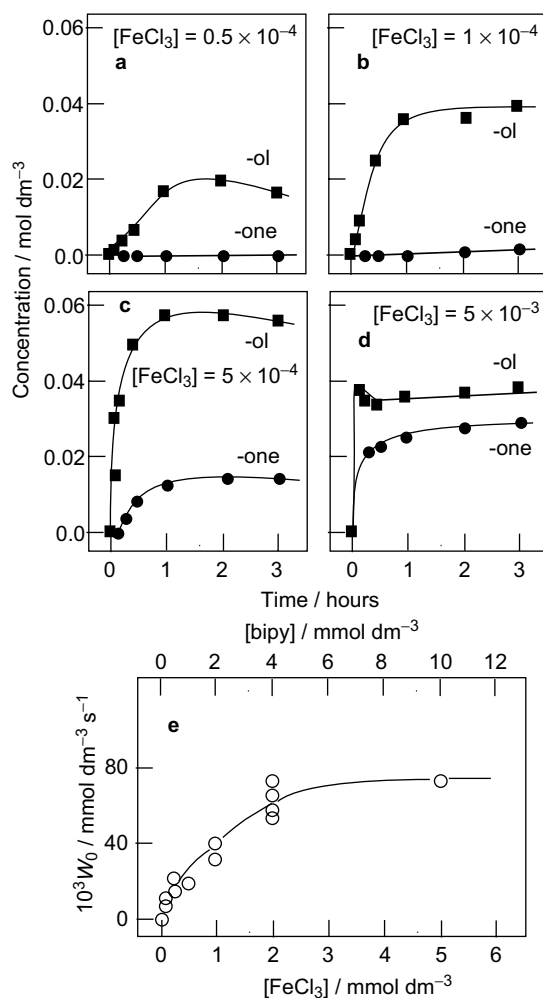 0.06
[FeCl₃] = 0.5 × 10⁻⁴
a
0.04
0.02
-ol
-one
0.0
[FeCl₃] = 1 × 10⁻⁴
b
-ol
-one
Concentration / mol dm⁻³
0.06
c
-ol
0.04
[FeCl₃] = 5 × 10⁻⁴
0.02
-one
0.0
0 1 2 3
[FeCl₃] = 5 × 10⁻³
d
-ol
-one
0 1 2 3
Time / hours
[bipy] / mmol dm⁻³
0 2 4 6 8 10 12
e
10³W₀ / mmol dm⁻³ s⁻¹
80
40
0
0 1 2 3 4 5 6
[FeCl₃] / mmol dm⁻³